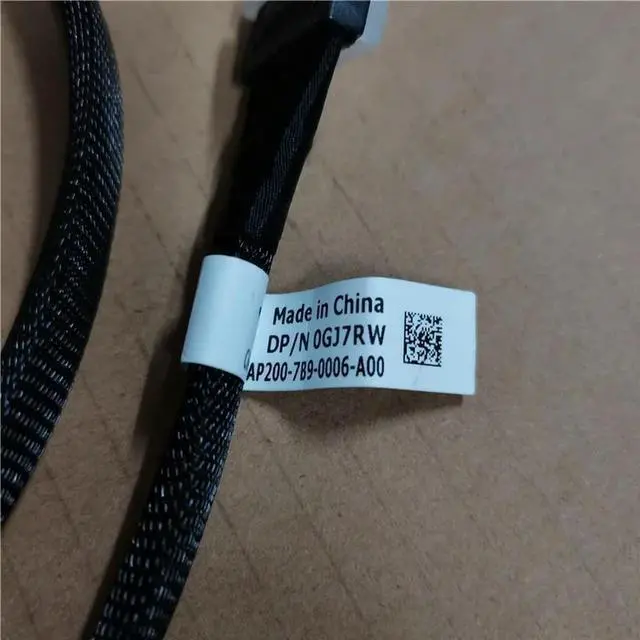 Made in China
DP/N 0GJ7RW
AP200-789-0006-A00